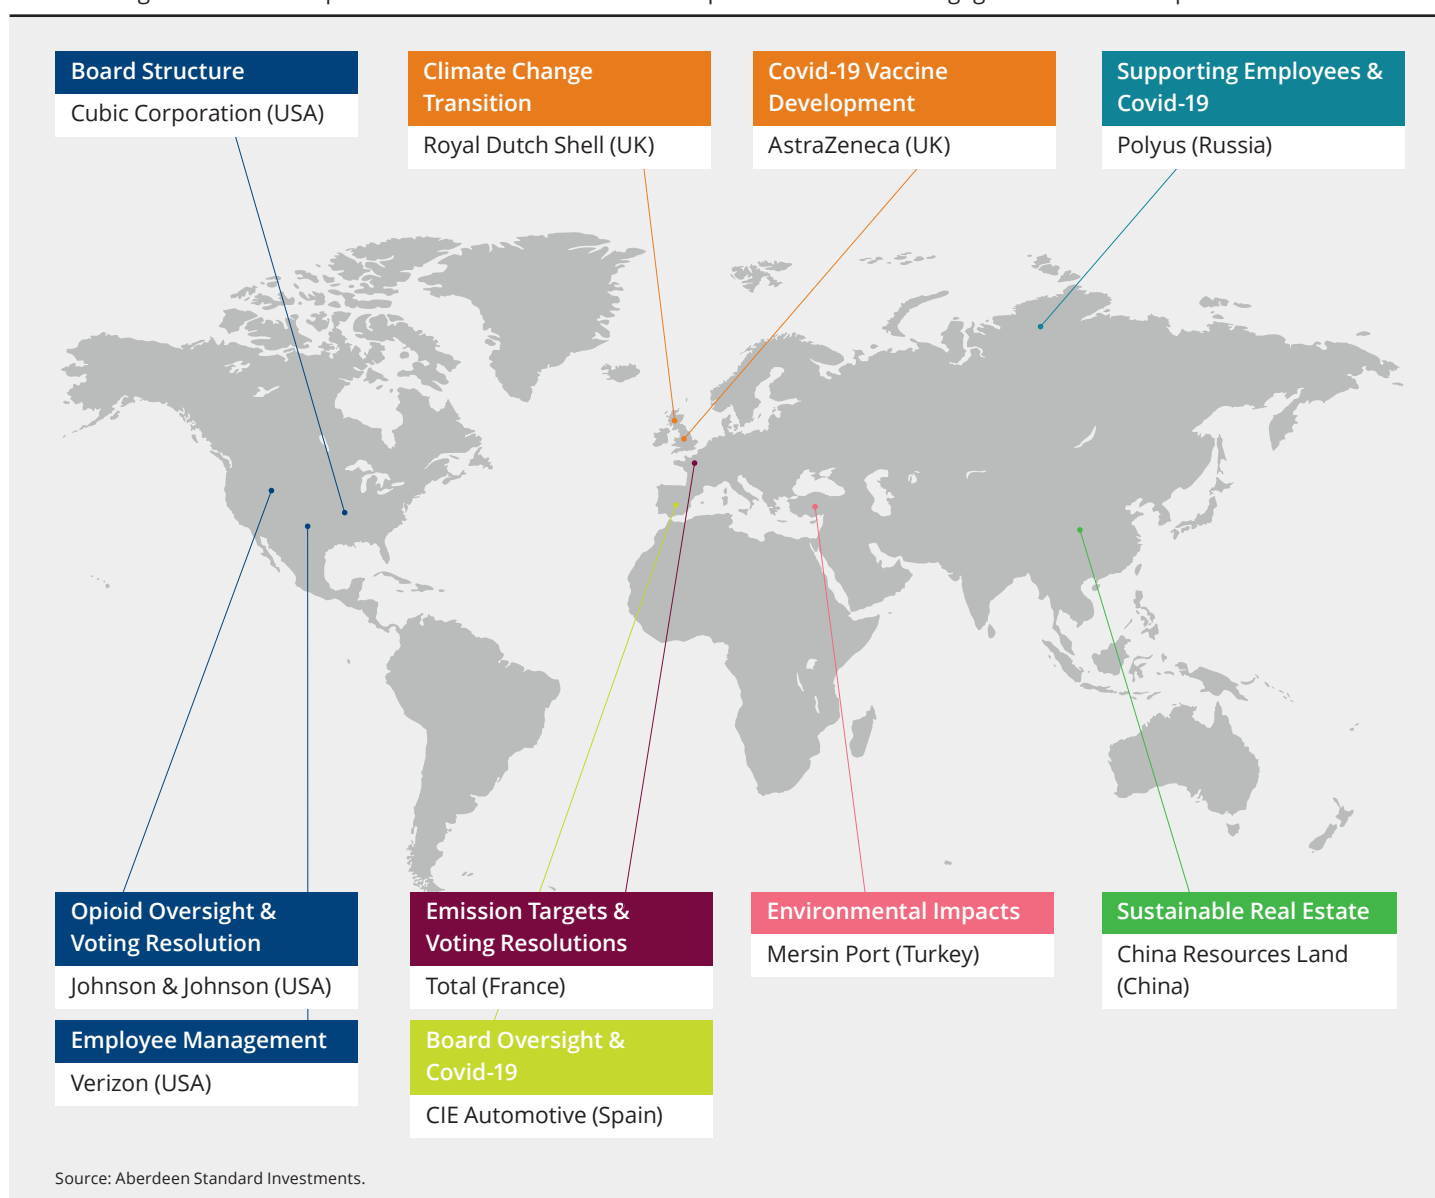 Board Structure
Cubic Corporation (USA)
Climate Change
Transition
Royal Dutch Shell (UK)
Covid-19 Vaccine
Development
AstraZeneca (UK)
Supporting Employees &
Covid-19
Polyus (Russia)
Opioid Oversight &
Voting Resolution
Johnson & Johnson (USA)
Employee Management
Verizon (USA)
Emission Targets &
Voting Resolutions
Total (France)
Board Oversight &
Covid-19
CIE Automotive (Spain)
Environmental Impacts
Mersin Port (Turkey)
Sustainable Real Estate
China Resources Land
(China)
Source: Aberdeen Standard Investments.